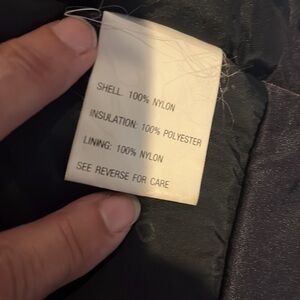 SHELL: 100% NYLON
INSULATION: 100% POLYESTER
LINING: 100% NYLON
SEE REVERSE FOR CARE